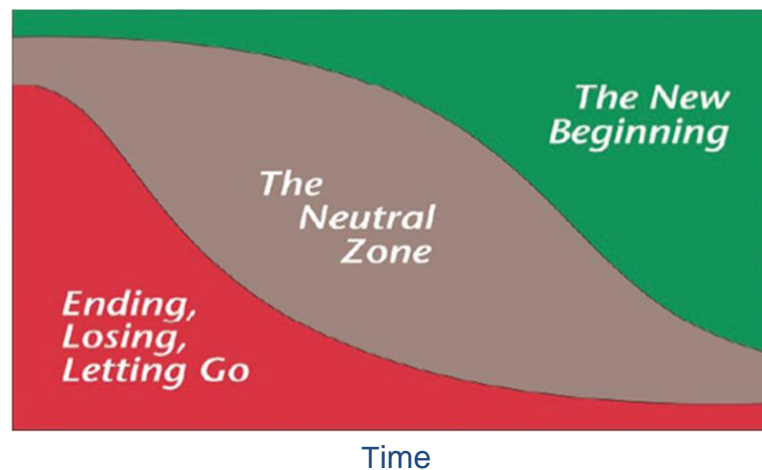 The New
Beginning
The
Neutral
Zone
Ending,
Losing,
Letting Go
Time